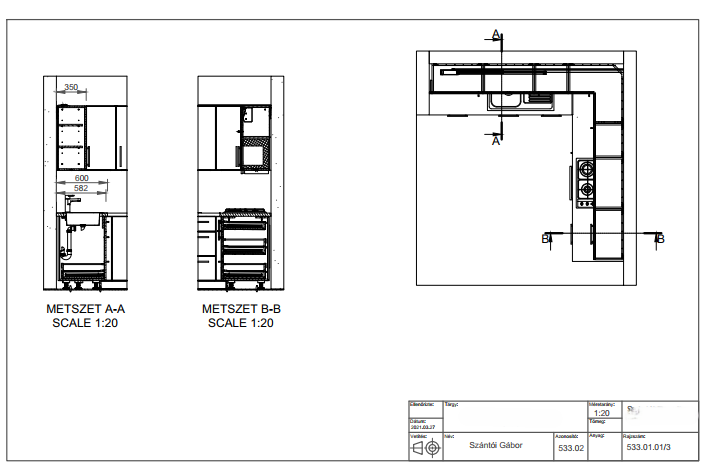 A
350
600
582
A
B
B
METSZET A-A
SCALE 1:20
METSZET B-B
SCALE 1:20
Ellenőrizte:
Tárgy:
Méretarány:
1:20
Dátum:
2021.03.27
Tömeg:
Vetítés:
Név:
Szántói Gábor
Azonosító:
533.02
Anyag:
Rajzszám:
533.01.01/3